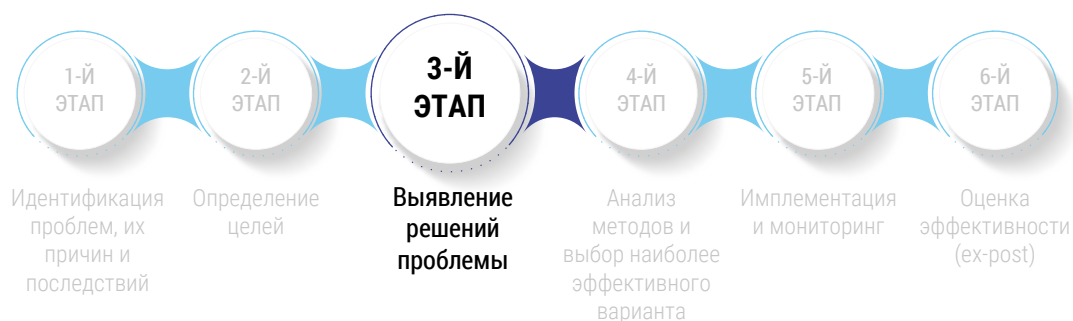 1-Й
ЭТАП
2-Й
ЭТАП
3-Й
ЭТАП
4-Й
ЭТАП
5-Й
ЭТАП
6-Й
ЭТАП
Идентификация
проблем, их
причин и
последствий
Определение
целей
Выявление
решений
проблемы
Анализ
методов и
выбор наиболее
эффективного
варианта
Имплементация
и мониторинг
Оценка
эффективности
(ex-post)